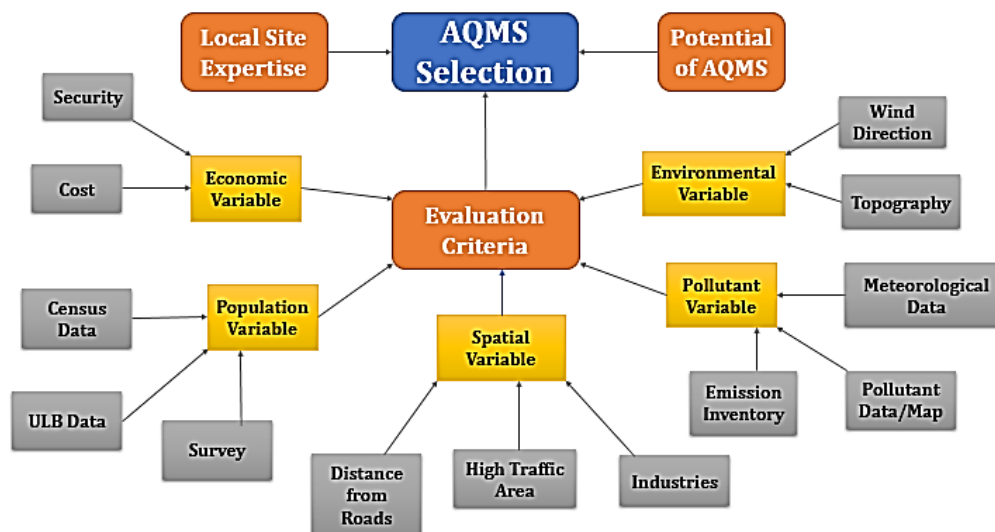 Local Site
Expertise
AQMS
Selection
Potential
of AQMS
Security
Wind
Direction
Cost
Economic
Variable
Environmental
Variable
Topography
Evaluation
Criteria
Census
Data
Population
Variable
Pollutant
Variable
Meteorological
Data
Spatial
Variable
ULB Data
Survey
Emission
Inventory
Pollutant
Data/Map
Distance
from
Roads
High Traffic
Area
Industries